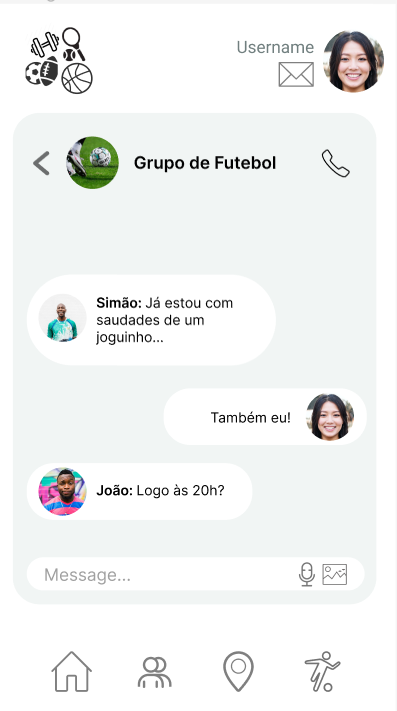 Username
Grupo de Futebol
Simão: Já estou com
saudades de um
joguinho...
Também eu!
João: Logo às 20h?
Message...